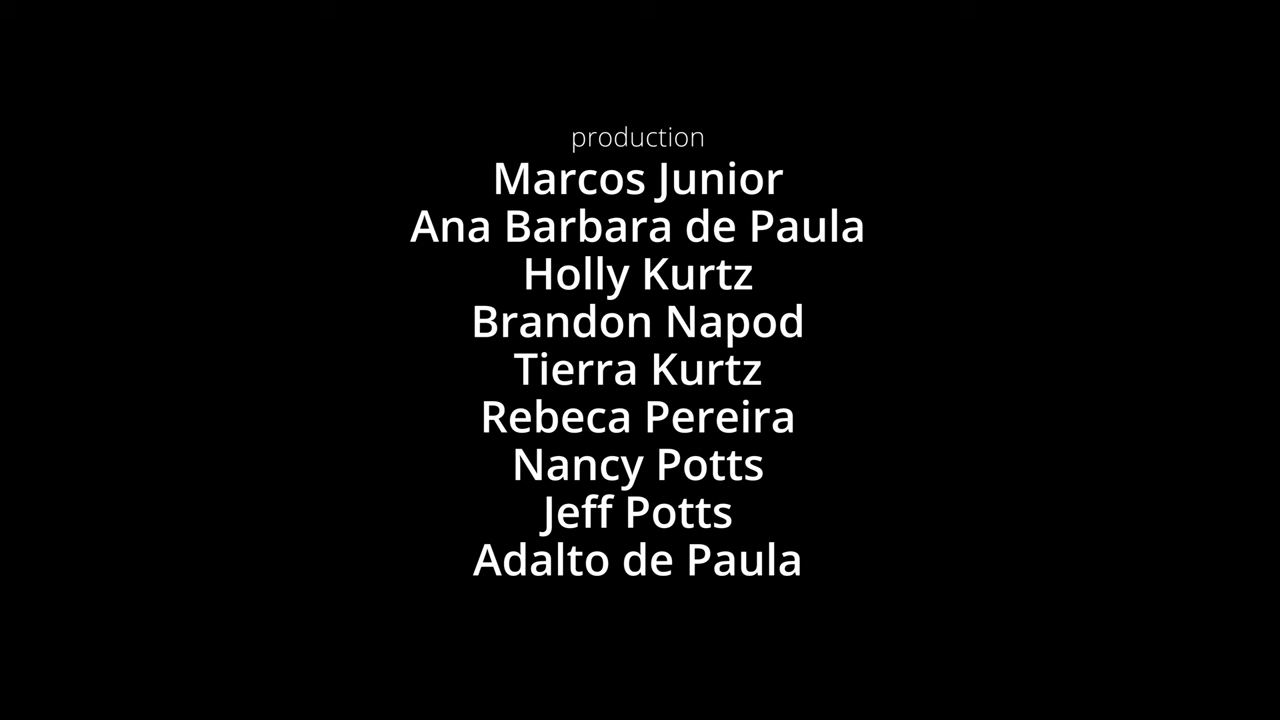 production
Marcos Junior
Ana Barbara de Paula
Holly Kurtz
Brandon Napod
Tierra Kurtz
Rebeca Pereira
Nancy Potts
Jeff Potts
Adalto de Paula